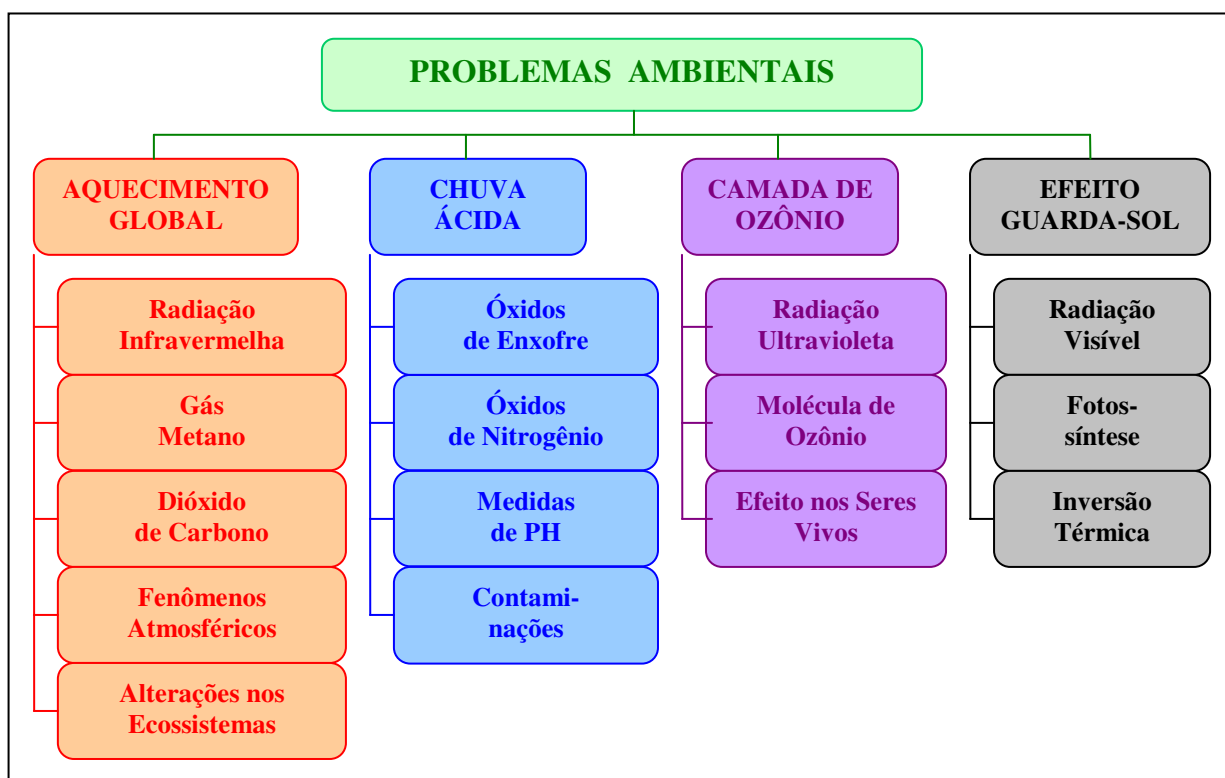 PROBLEMAS AMBIENTAIS
AQUECIMENTO
GLOBAL
Radiação
Infravermelha
Gás
Metano
Dióxido
de Carbono
Fenômenos
Atmosféricos
Alterações nos
Ecossistemas
CHUVA
ÁCIDA
Óxidos
de Enxofre
Óxidos
de Nitrogênio
Medidas
de PH
Contami-
nações
CAMADA DE
OZÔNIO
Radiação
Ultravioleta
Molécula de
Ozônio
Efeito nos Seres
Vivos
EFEITO
GUARDA-SOL
Radiação
Visível
Fotos-
síntese
Inversão
Térmica